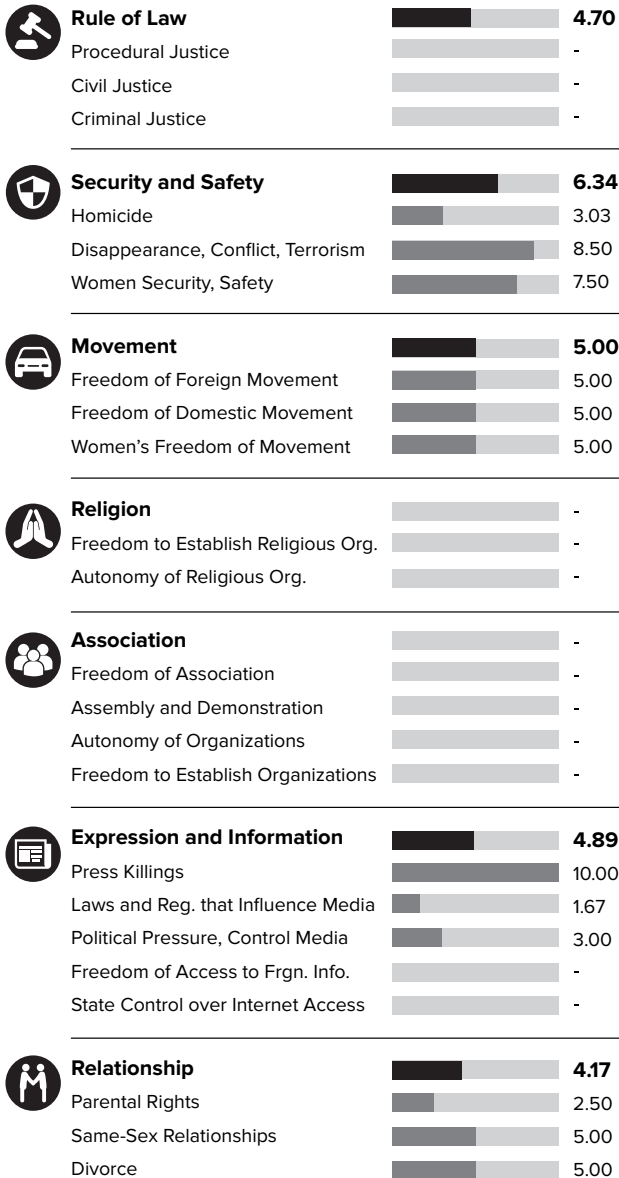 Rule of Law 4.70
Procedural Justice -
Civil Justice -
Criminal Justice -
Security and Safety 6.34
Homicide 3.03
Disappearance, Conflict, Terrorism 8.50
Women Security, Safety 7.50
Movement 5.00
Freedom of Foreign Movement 5.00
Freedom of Domestic Movement 5.00
Women’s Freedom of Movement 5.00
Religion -
Freedom to Establish Religious Org. -
Autonomy of Religious Org. -
Association -
Freedom of Association -
Assembly and Demonstration -
Autonomy of Organizations -
Freedom to Establish Organizations -
Expression and Information 4.89
Press Killings 10.00
Laws and Reg. that Influence Media 1.67
Political Pressure, Control Media 3.00
Freedom of Access to Frgn. Info. -
State Control over Internet Access -
Relationship 4.17
Parental Rights 2.50
Same-Sex Relationships 5.00
Divorce 5.00